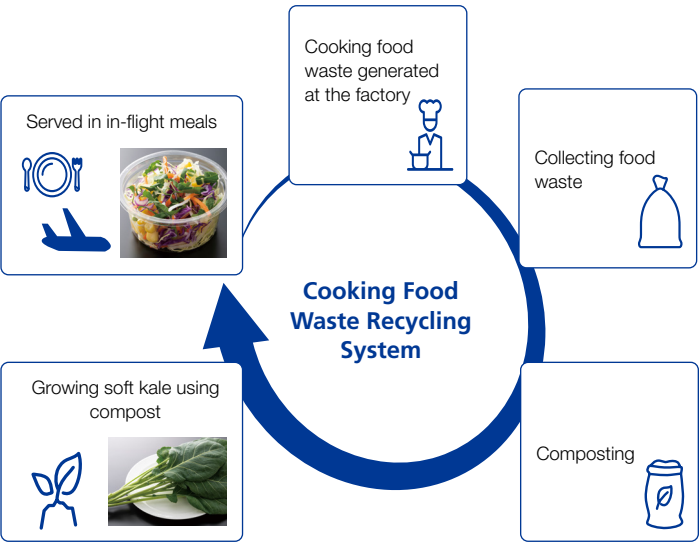 Cooking food
waste generated
at the factory
Collecting food
waste
Composting
Growing soft kale using
compost
Served in in-flight meals
Cooking Food
Waste Recycling
System